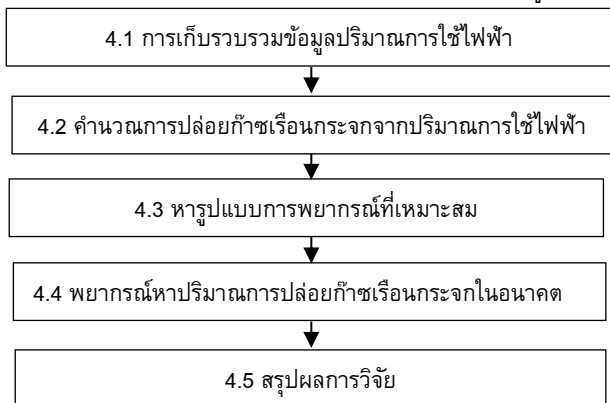 4.1 การเก็บรวบรวมข้อมูลปริมาณการใช้ไฟฟ้า
4.2 คำนวณการปล่อยก๊าซเรือนกระจกจากปริมาณการใช้ไฟฟ้า
4.3 หารูปแบบการพยากรณ์ที่เหมาะสม
4.4 พยากรณ์หาปริมาณการปล่อยก๊าซเรือนกระจกในอนาคต
4.5 สรุปผลการวิจัย